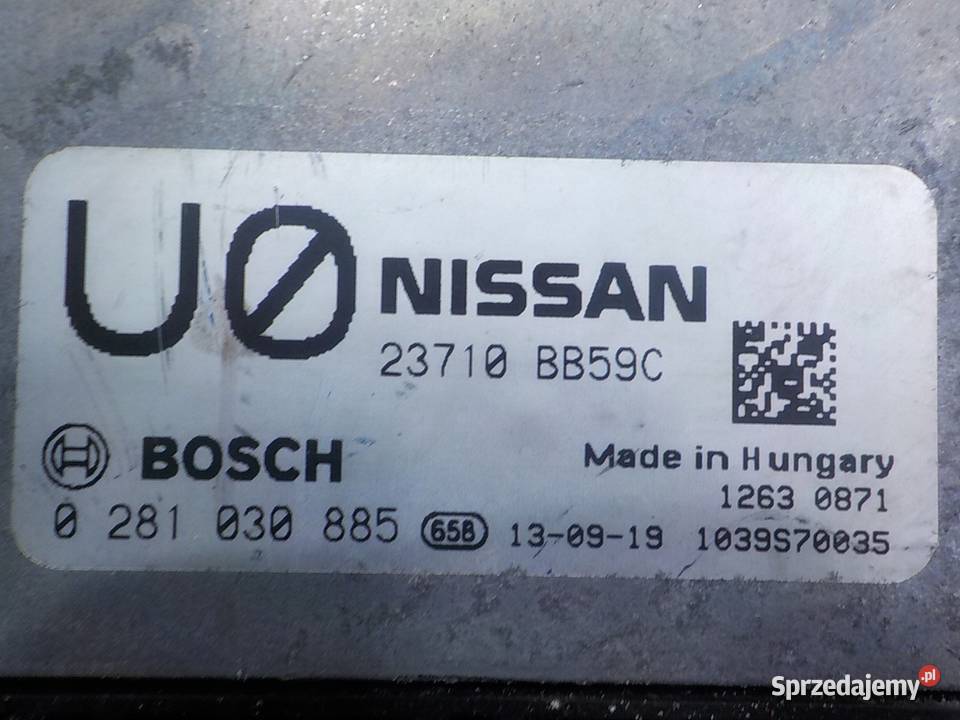 U0 NISSAN
23710 BB59C
BOSCH
Made in Hungary
1263 0871
0 281 030 885 65B 13-09-19 1039S70035
Sprzedajemy.pl